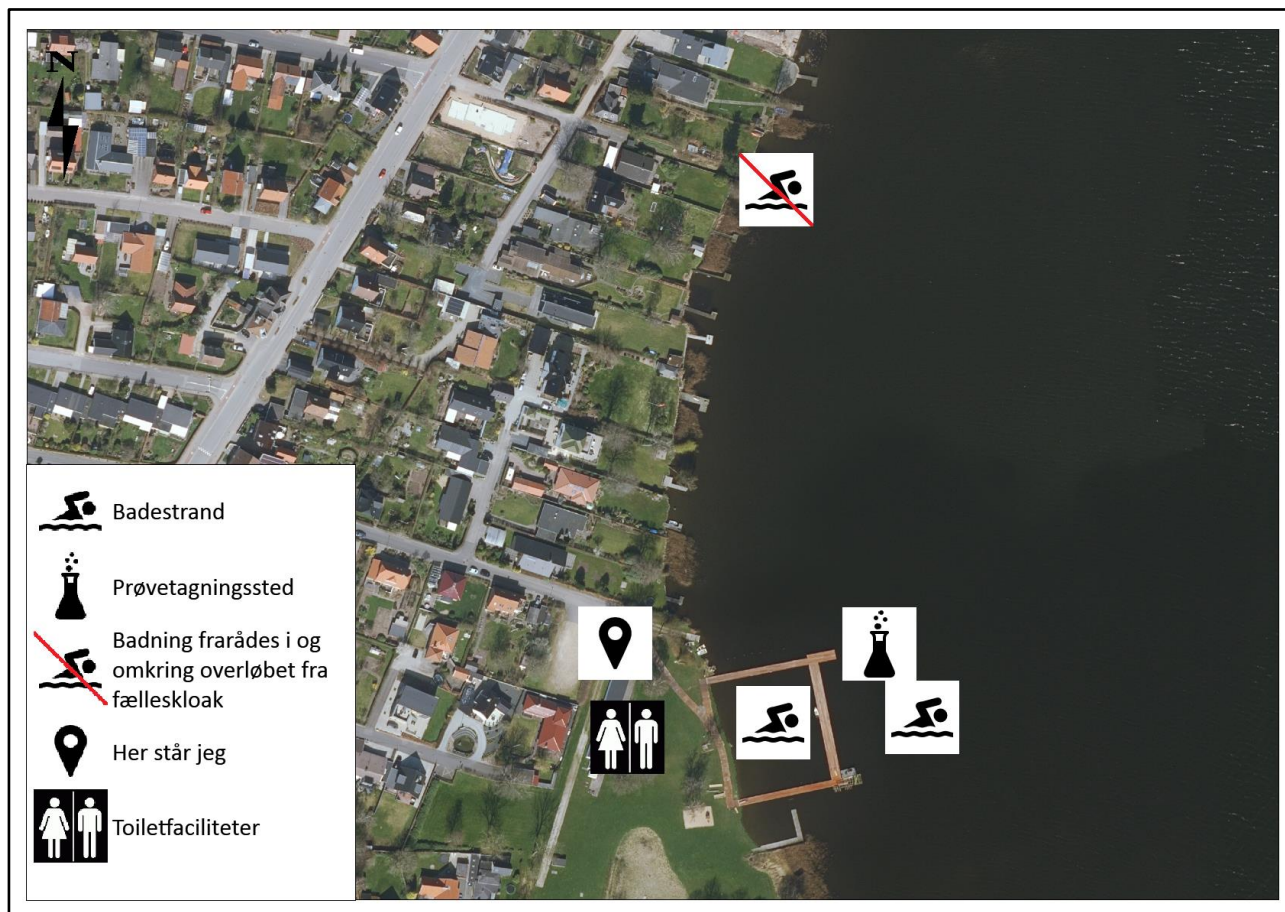 N
Badestrand
Prøvetagningssted
Badning frarådes i og
omkring overløbet fra
fælleskloak
Her står jeg
Toiletfaciliteter